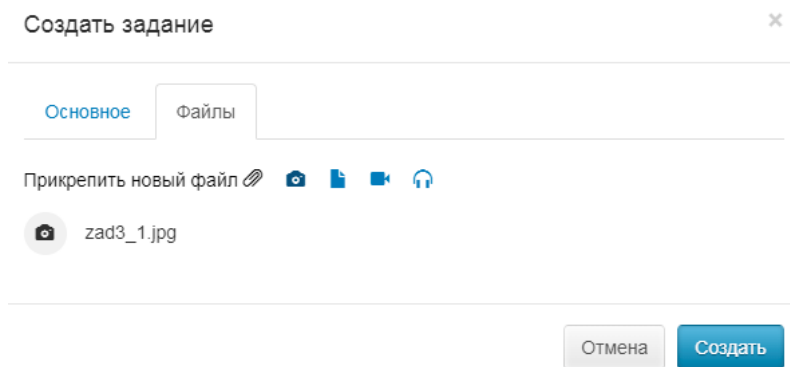 Создать задание
Основное Файлы
Прикрепить новый файл
zad3_1.jpg
Отмена Создать